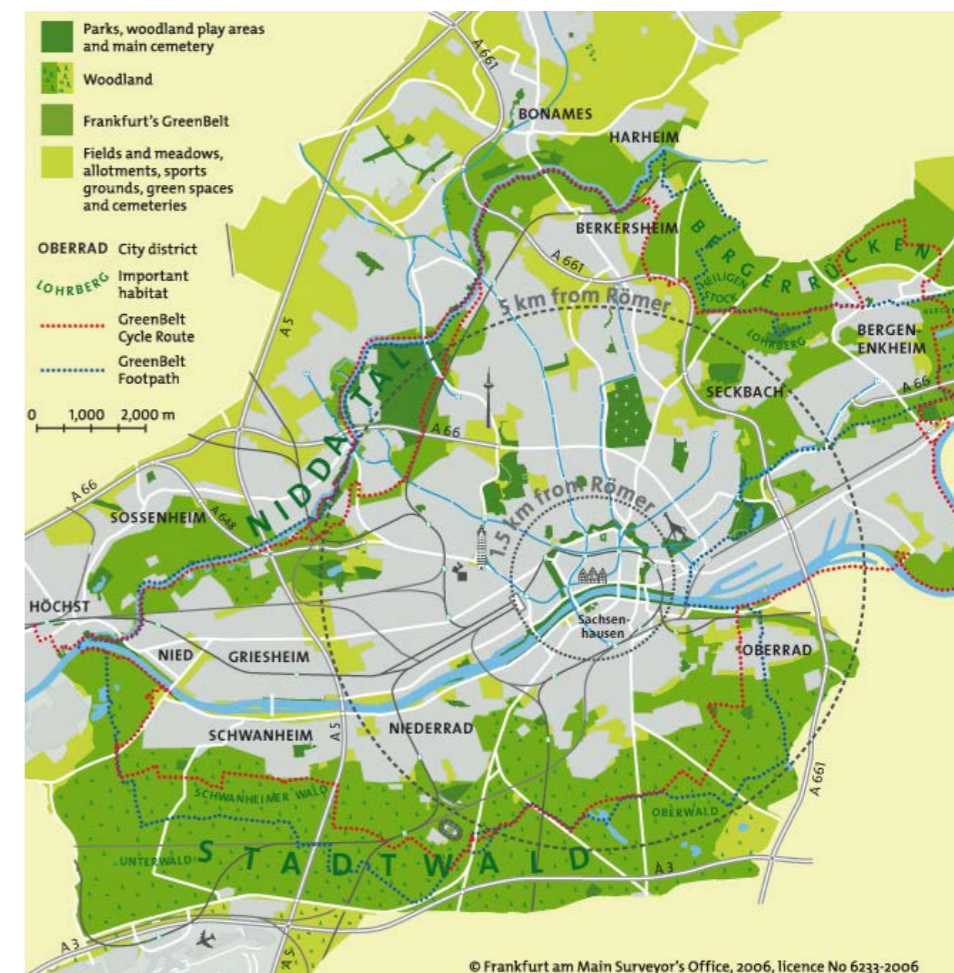 Parks, woodland play areas
and main cemetery
Woodland
Frankfurt's GreenBelt
Fields and meadows,
allotments, sports
grounds, green spaces
and cemeteries
OBERRAD City district
LOHRBERG Important
habitat
GreenBelt
Cycle Route
GreenBelt
Footpath
0 1,000 2,000 m
A 661
BONAMES
HARHEIM
BERKERSHEIM
BERGER RÜCKEN
A 661
HEILIGEN
STOCK
5 km from Römer
A 5
LOHRBERG
BERGEN-
ENKHEIM
NIDDATAL
SECKBACH
A 66
A 66
A 66
1.5 km from Römer
SOSSENHEIM
A 648
HÖCHST
Sachsen-
hausen
NIED
GRIESHEIM
OBERRAD
SCHWANHEIM
A 5
NIEDERRAD
A 661
SCHWANHEIMER WALD
OBERWALD
UNTERWALD
STADTWALD
A 3
A 3
A 5
© Frankfurt am Main Surveyor's Office, 2006, licence No 6233-2006